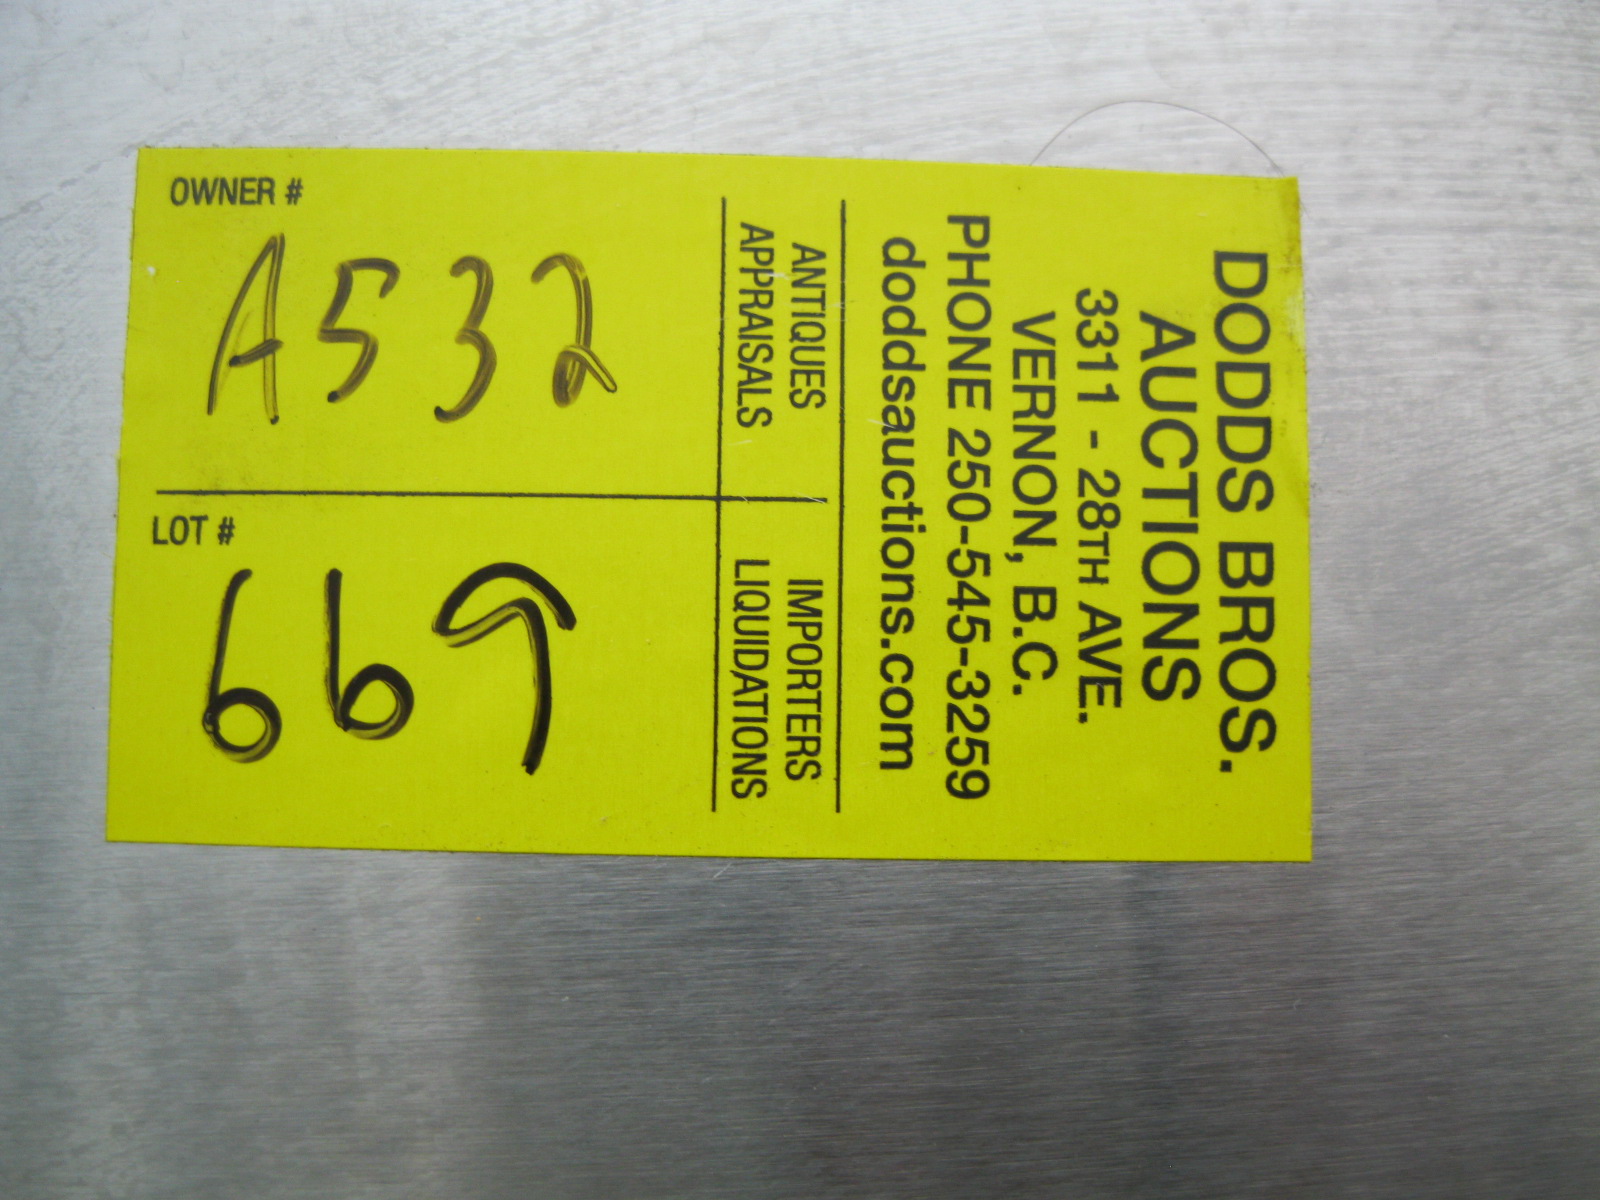 DODDS BROS.
AUCTIONS
3311 - 28TH AVE.
VERNON, B.C.
PHONE 250-545-3259
doddsauctions.com
ANTIQUES
APPRAISALS
IMPORTERS
LIQUIDATIONS
OWNER #
A532
LOT #
669